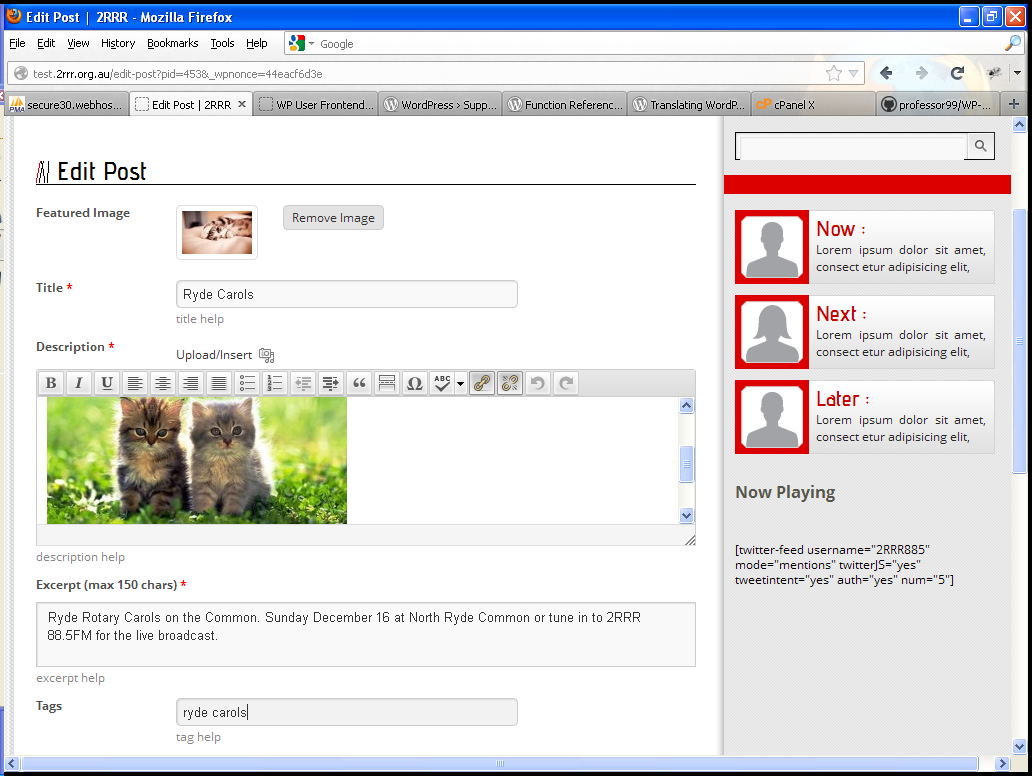 Edit Post | 2RRR - Mozilla Firefox
File Edit View History Bookmarks Tools Help Google
test.2rrr.org.au/edit-post?pid=453&_wpnonce=44eacf6d3e
PMA secure30.webhos... Edit Post | 2RRR WP User Frontend... WordPress › Supp... Function Referenc... Translating WordP... cP cPanel X professor99/WP-...
Edit Post
Featured Image
Remove Image
Title *
Ryde Carols
title help
Description *
Upload/Insert
B I U ABC
description help
Excerpt (max 150 chars) *
Ryde Rotary Carols on the Common. Sunday December 16 at North Ryde Common or tune in to 2RRR
88.5FM for the live broadcast.
excerpt help
Tags
ryde carols
tag help
Now :
Lorem ipsum dolor sit amet,
consect etur adipisicing elit,
Next :
Lorem ipsum dolor sit amet,
consect etur adipisicing elit,
Later :
Lorem ipsum dolor sit amet,
consect etur adipisicing elit,
Now Playing
[twitter-feed username="2RRR885"
mode="mentions" twitterJS="yes"
tweetintent="yes" auth="yes" num="5"]